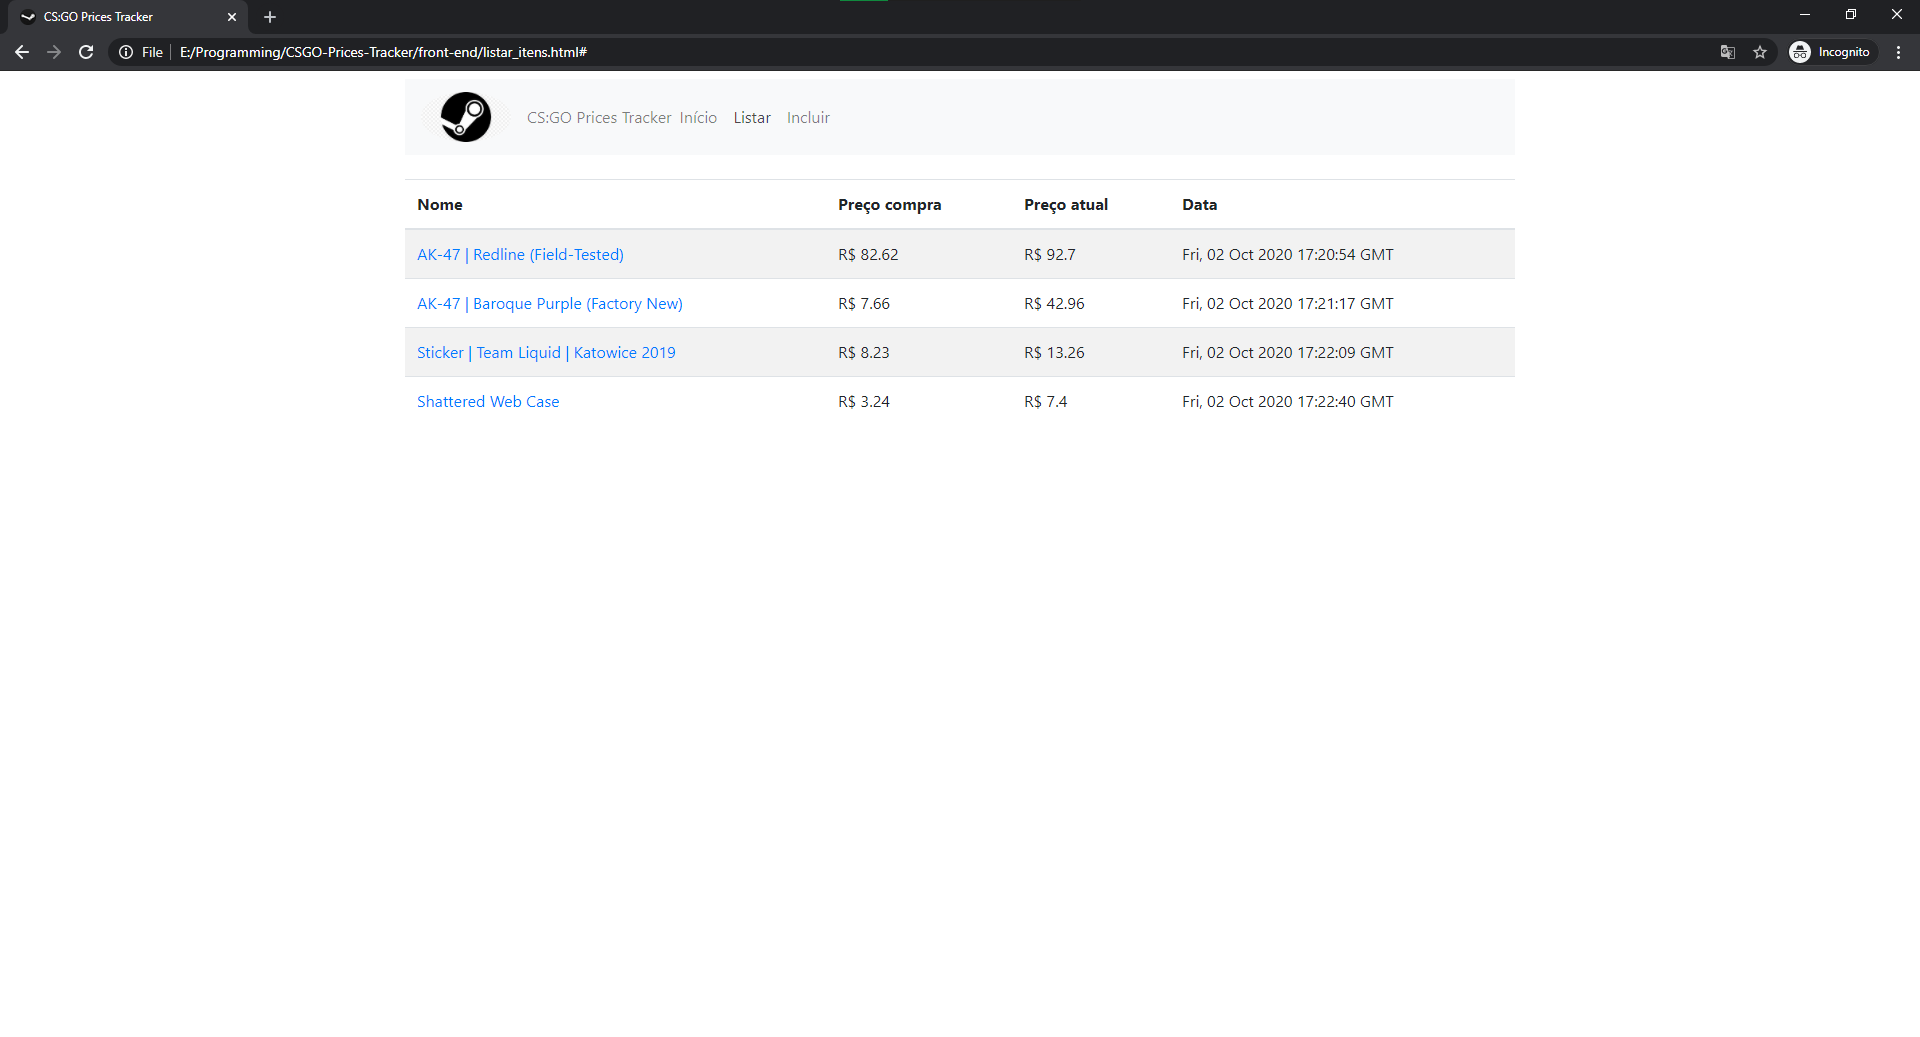 CS:GO Prices Tracker
File E:/Programming/CSGO-Prices-Tracker/front-end/listar_itens.html# Incognito
CS:GO Prices Tracker Início Listar Incluir
Nome Preço compra Preço atual Data
AK-47 | Redline (Field-Tested) R$ 82.62 R$ 92.7 Fri, 02 Oct 2020 17:20:54 GMT
AK-47 | Baroque Purple (Factory New) R$ 7.66 R$ 42.96 Fri, 02 Oct 2020 17:21:17 GMT
Sticker | Team Liquid | Katowice 2019 R$ 8.23 R$ 13.26 Fri, 02 Oct 2020 17:22:09 GMT
Shattered Web Case R$ 3.24 R$ 7.4 Fri, 02 Oct 2020 17:22:40 GMT